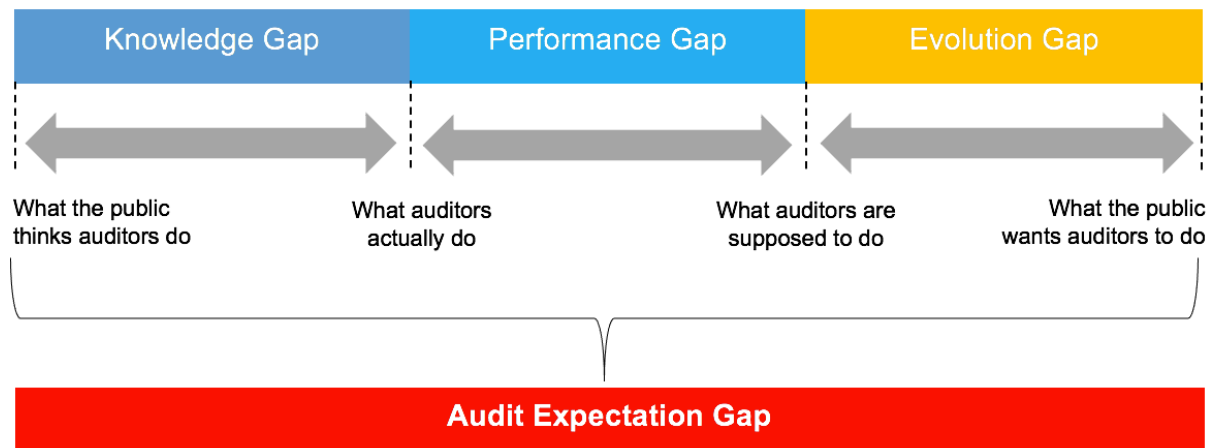 Knowledge Gap
Performance Gap
Evolution Gap
What the public
thinks auditors do
What auditors
actually do
What auditors are
supposed to do
What the public
wants auditors to do
Audit Expectation Gap